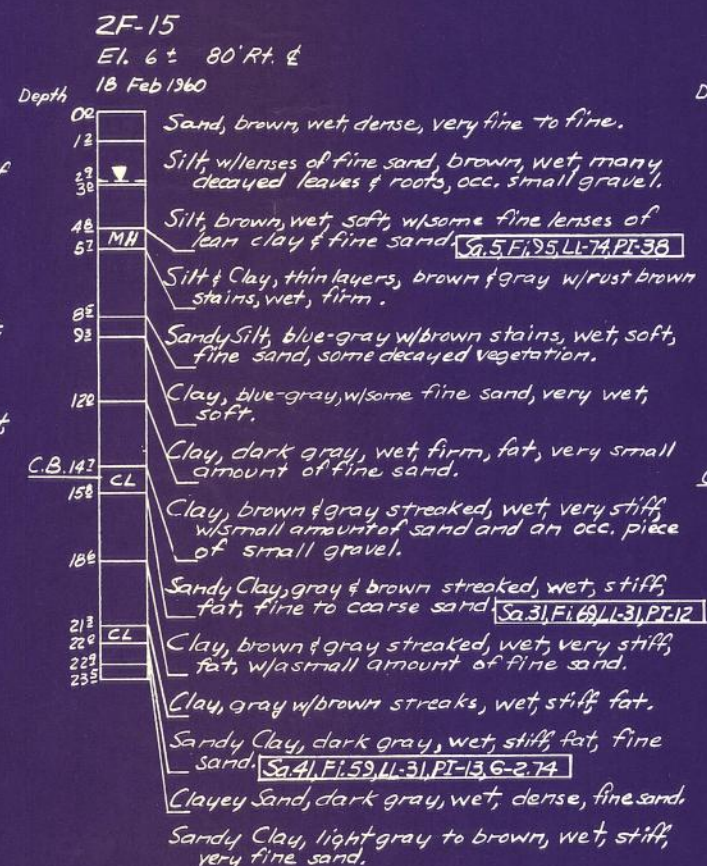 2F-15
El. 6± 80' Rt. ℄
18 Feb 1960
Depth
0.0
Sand, brown, wet, dense, very fine to fine.
1.2
Silt, w/lenses of fine sand, brown, wet, many
decayed leaves & roots, occ. small gravel.
2.9
3.0
Silt, brown, wet, soft, w/some fine lenses of
lean clay & fine sand. Sa.5, Fi.95, LL-74, PI-38
4.8
MH
5.7
Silt & Clay, thin layers, brown & gray w/rust brown
stains, wet, firm.
8.5
Sandy Silt, blue-gray w/brown stains, wet, soft,
fine sand, some decayed vegetation.
9.3
Clay, blue-gray, w/some fine sand, very wet,
soft.
12.0
Clay, dark gray, wet, firm, fat, very small
amount of fine sand.
C.B. 14.7
CL
Clay, brown & gray streaked, wet, very stiff,
w/small amount of sand and an occ. piece
of small gravel.
15.8
18.6
Sandy Clay, gray & brown streaked, wet, stiff,
fat, fine to coarse sand. Sa.31, Fi.69, LL-31, PI-12
21.3
CL
22.0
Clay, brown & gray streaked, wet, very stiff,
fat, w/a small amount of fine sand.
22.9
23.5
Clay, gray w/brown streaks, wet, stiff, fat.
Sandy Clay, dark gray, wet, stiff, fat, fine
sand. Sa.41, Fi.59, LL-31, PI-13, G-2.74
Clayey Sand, dark gray, wet, dense, fine sand.
Sandy Clay, light gray to brown, wet, stiff,
very fine sand.